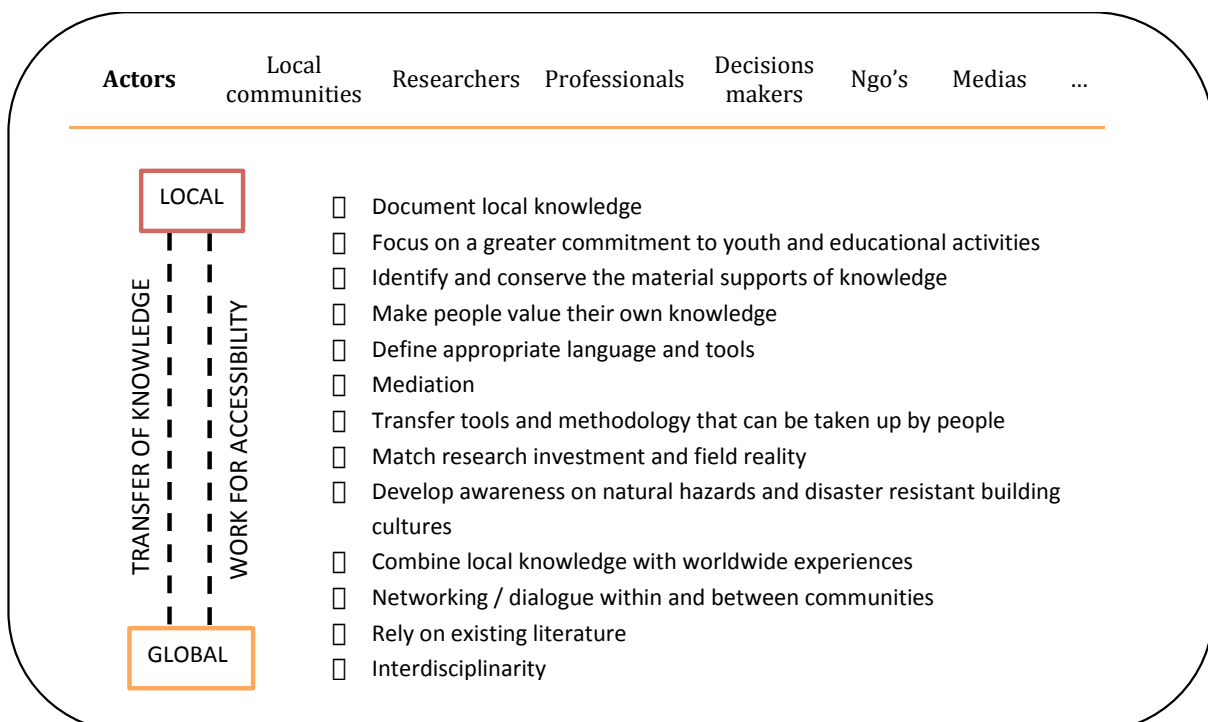 Actors Local communities Researchers Professionals Decisions makers Ngo's Medias ...
LOCAL
TRANSFER OF KNOWLEDGE
WORK FOR ACCESSIBILITY
GLOBAL
Document local knowledge
Focus on a greater commitment to youth and educational activities
Identify and conserve the material supports of knowledge
Make people value their own knowledge
Define appropriate language and tools
Mediation
Transfer tools and methodology that can be taken up by people
Match research investment and field reality
Develop awareness on natural hazards and disaster resistant building
cultures
Combine local knowledge with worldwide experiences
Networking / dialogue within and between communities
Rely on existing literature
Interdisciplinarity